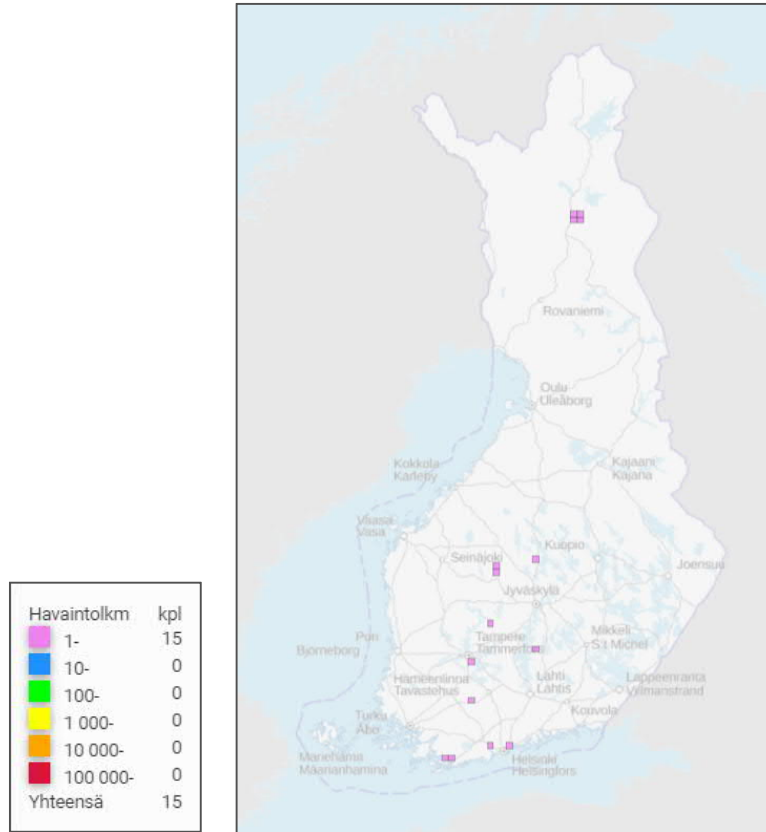 Havaintolkm kpl
1- 15
10- 0
100- 0
1 000- 0
10 000- 0
100 000- 0
Yhteensä 15
Rovaniemi
Oulu
Uleåborg
Kokkola
Karleby
Kajaani
Kajana
Vaasa
Vasa
Seinäjoki
Kuopio
Joensuu
Jyväskylä
Pori
Björneborg
Tampere
Tammerfors
Mikkeli
S:t Michel
Hämeenlinna
Tavastehus
Lahti
Lahtis
Lappeenranta
Vilmanstrand
Kouvola
Turku
Åbo
Helsinki
Helsingfors
Mariehamn
Maarianhamina